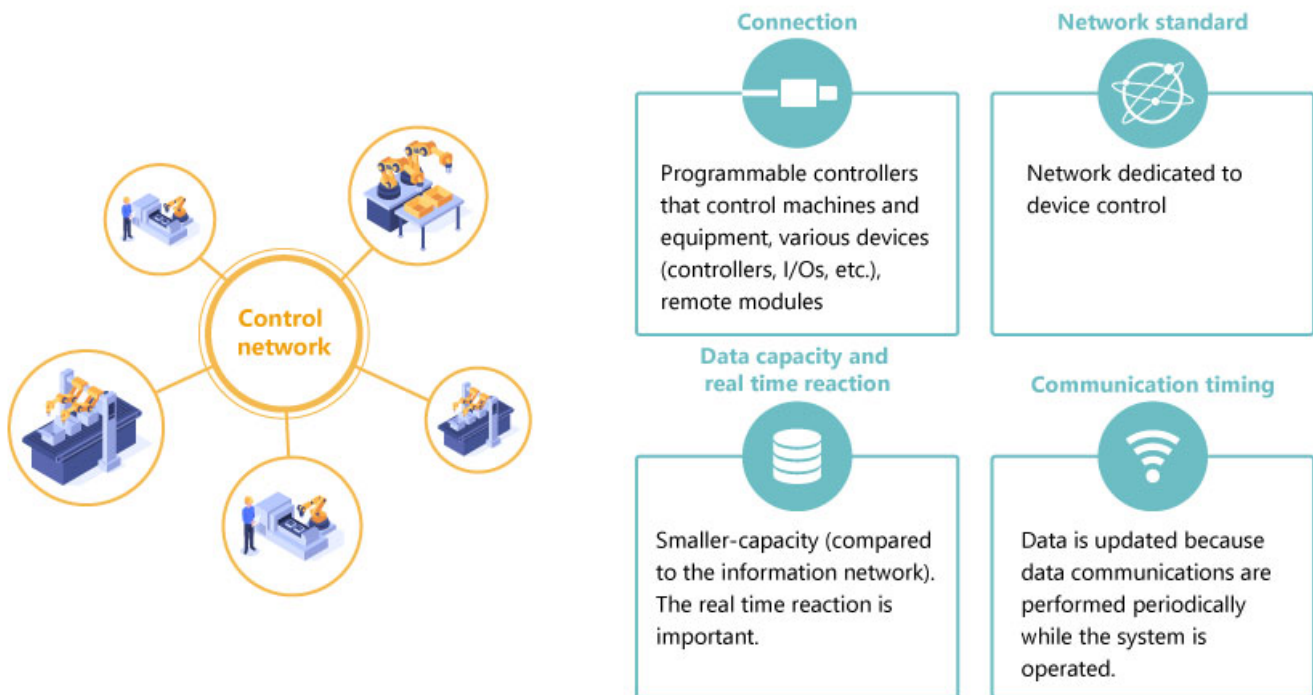 Control
network
Connection
Programmable controllers
that control machines and
equipment, various devices
(controllers, I/Os, etc.),
remote modules
Network standard
Network dedicated to
device control
Data capacity and
real time reaction
Smaller-capacity (compared
to the information network).
The real time reaction is
important.
Communication timing
Data is updated because
data communications are
performed periodically
while the system is
operated.